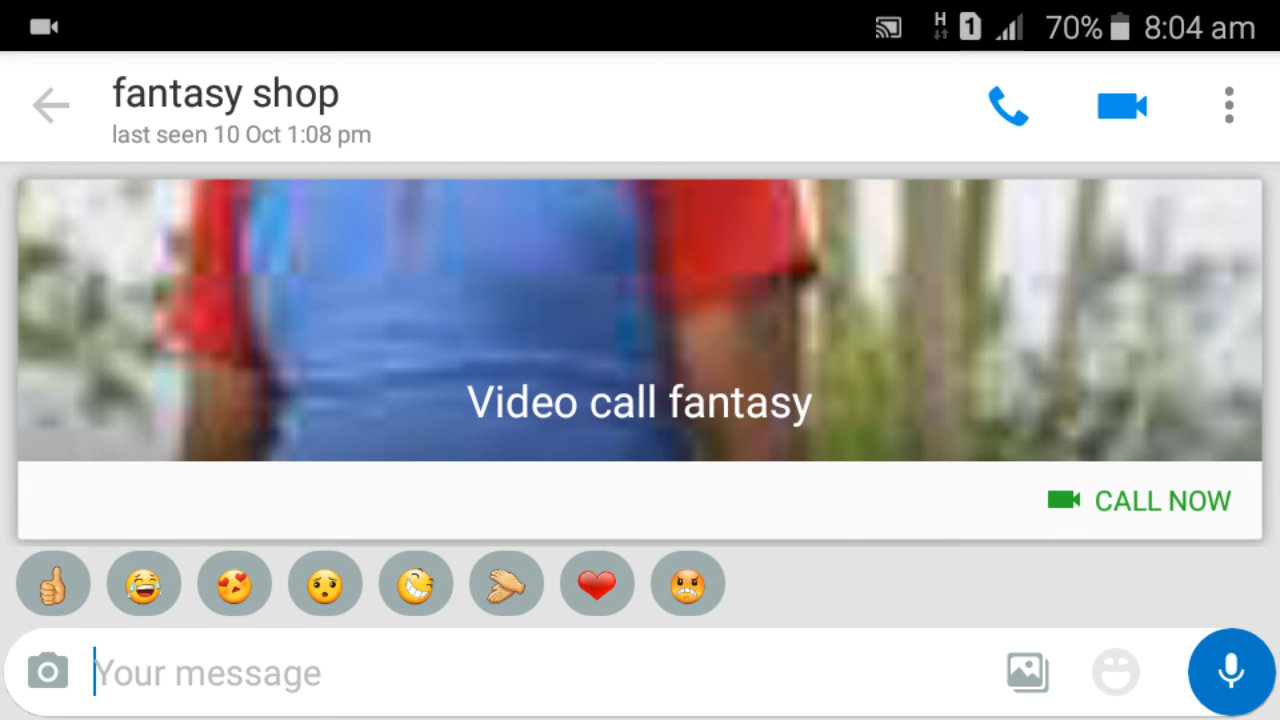 H 1 70% 8:04 am
fantasy shop
last seen 10 Oct 1:08 pm
Video call fantasy
CALL NOW
Your message